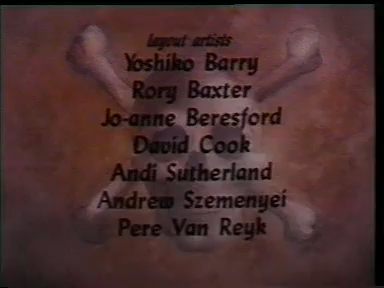 layout artists
Yoshiko Barry
Rory Baxter
Jo-anne Beresford
David Cook
Andi Sutherland
Andrew Szemenyei
Pere Van Reyk